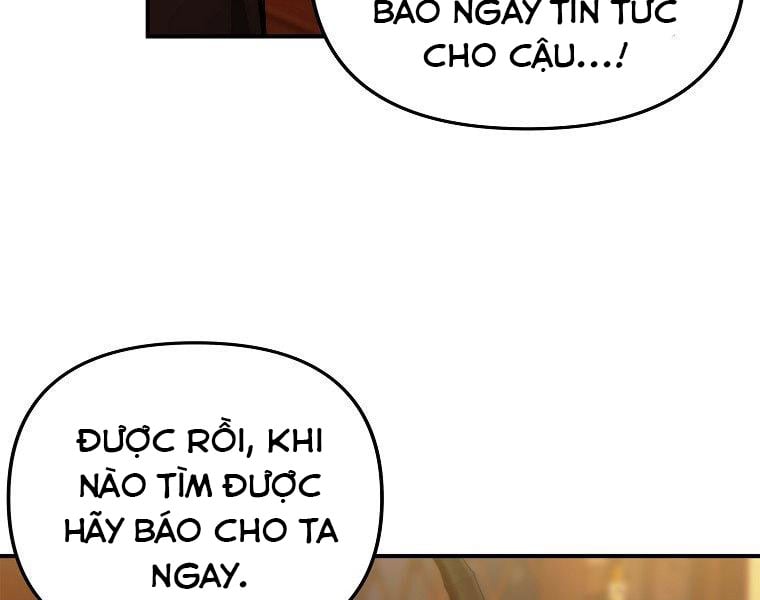 BÁO NGAY TIN TỨC
CHO CẬU...!
ĐƯỢC RỒI, KHI
NÀO TÌM ĐƯỢC
HÃY BÁO CHO TA
NGAY.